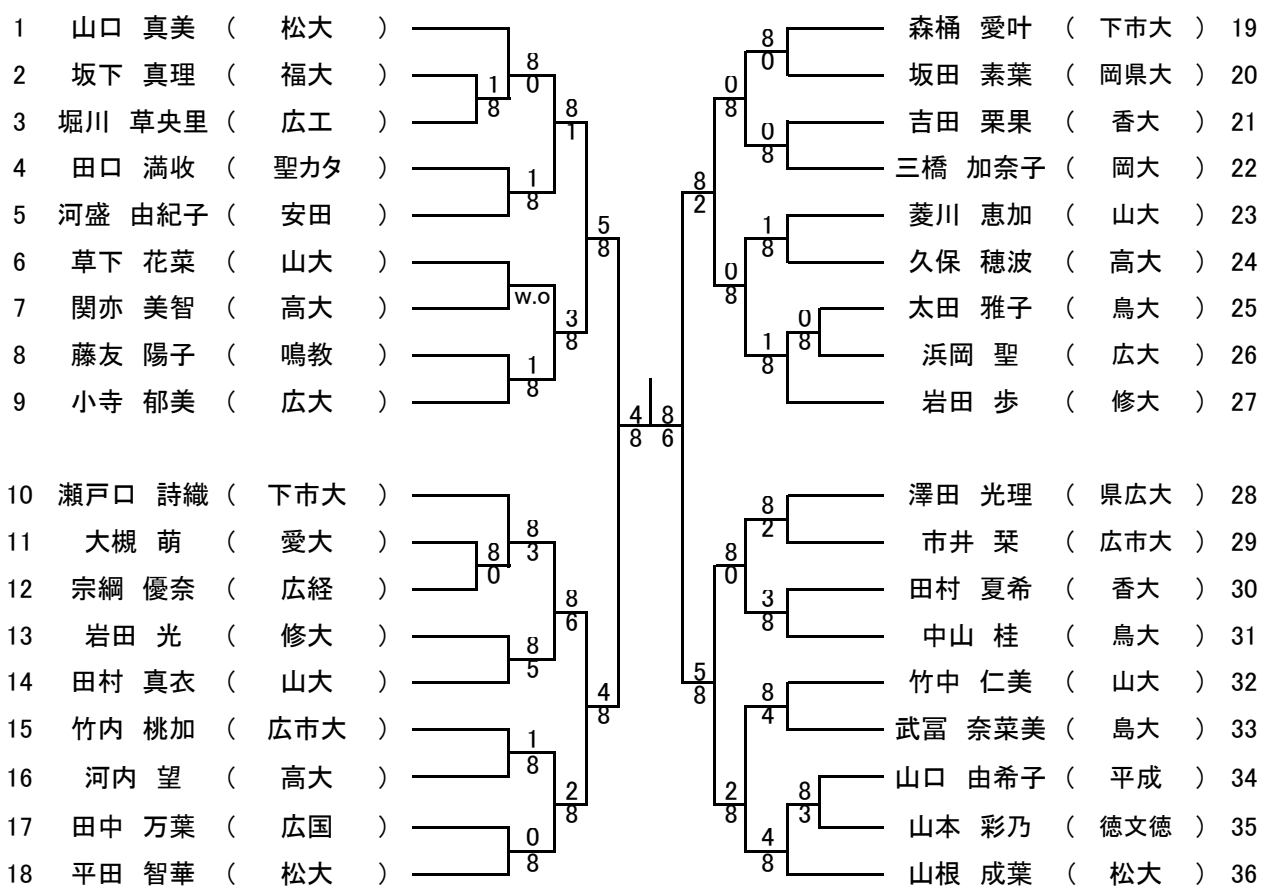 1 山口 真美 ( 松大 )
2 坂下 真理 ( 福大 )
3 堀川 草央里 ( 広工 )
4 田口 満収 ( 聖カタ )
5 河盛 由紀子 ( 安田 )
6 草下 花菜 ( 山大 )
7 関亦 美智 ( 高大 )
8 藤友 陽子 ( 鳴教 )
9 小寺 郁美 ( 広大 )
10 瀬戸口 詩織 ( 下市大 )
11 大槻 萌 ( 愛大 )
12 宗綱 優奈 ( 広経 )
13 岩田 光 ( 修大 )
14 田村 真衣 ( 山大 )
15 竹内 桃加 ( 広市大 )
16 河内 望 ( 高大 )
17 田中 万葉 ( 広国 )
18 平田 智華 ( 松大 )
1
8
8
0
1
8
w.o
1
8
8
1
3
8
5
8
8
0
8
3
8
5
1
8
0
8
8
6
2
8
4
8
4
8
8
6
8
2
5
8
0
8
0
8
8
0
2
8
8
0
0
8
1
8
1
8
0
8
8
2
3
8
8
4
4
8
8
3
森桶 愛叶 ( 下市大 ) 19
坂田 素葉 ( 岡県大 ) 20
吉田 栗果 ( 香大 ) 21
三橋 加奈子 ( 岡大 ) 22
菱川 恵加 ( 山大 ) 23
久保 穂波 ( 高大 ) 24
太田 雅子 ( 鳥大 ) 25
浜岡 聖 ( 広大 ) 26
岩田 歩 ( 修大 ) 27
澤田 光理 ( 県広大 ) 28
市井 栞 ( 広市大 ) 29
田村 夏希 ( 香大 ) 30
中山 桂 ( 鳥大 ) 31
竹中 仁美 ( 山大 ) 32
武冨 奈菜美 ( 島大 ) 33
山口 由希子 ( 平成 ) 34
山本 彩乃 ( 徳文徳 ) 35
山根 成葉 ( 松大 ) 36